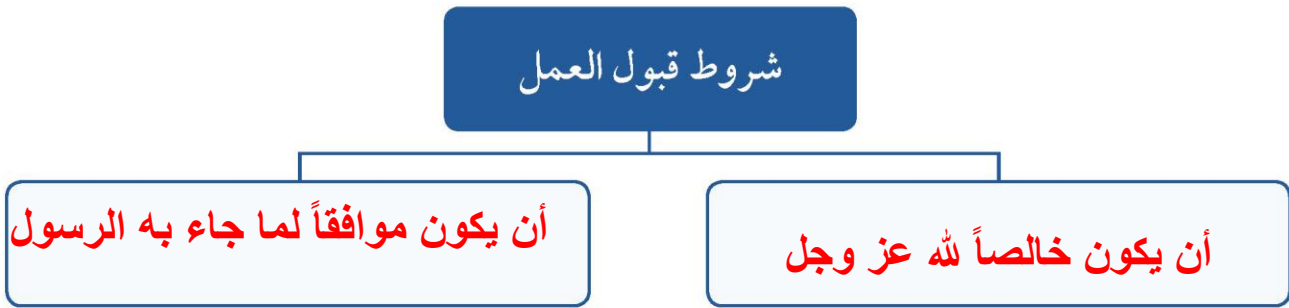 شروط قبول العمل
أن يكون خالصاً لله عز وجل
أن يكون موافقاً لما جاء به الرسول